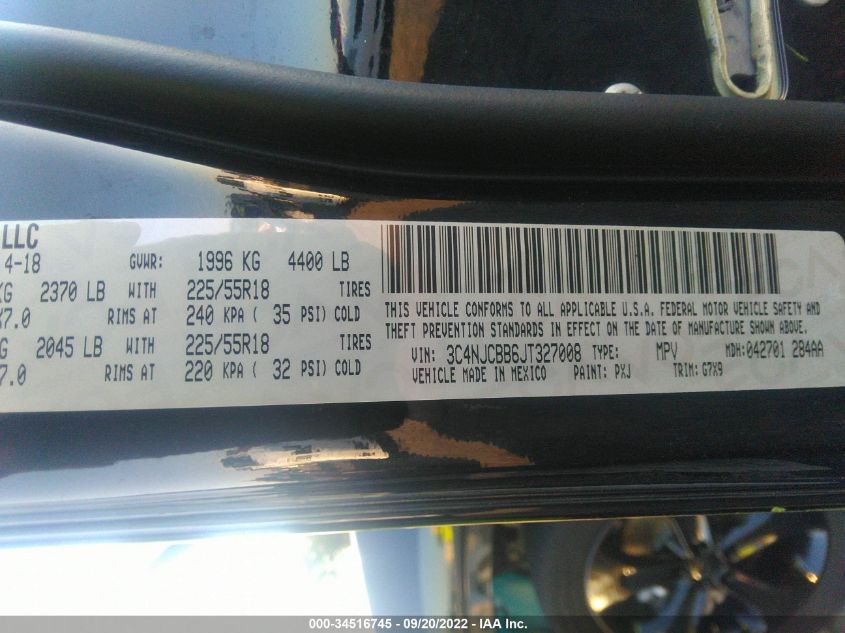 LLC
4-18 GVWR: 1996 KG 4400 LB
KG 2370 LB WITH 225/55R18 TIRES
X7.0 RIMS AT 240 KPA ( 35 PSI) COLD
G 2045 LB WITH 225/55R18 TIRES
7.0 RIMS AT 220 KPA ( 32 PSI) COLD
THIS VEHICLE CONFORMS TO ALL APPLICABLE U.S.A. FEDERAL MOTOR VEHICLE SAFETY AND
THEFT PREVENTION STANDARDS IN EFFECT ON THE DATE OF MANUFACTURE SHOWN ABOVE.
VIN: 3C4NJCBB6JT327008 TYPE: MPV MDH: 042701 284AA
VEHICLE MADE IN MEXICO PAINT: PXJ TRIM: G7X9
000-34516745 - 09/20/2022 - IAA Inc.